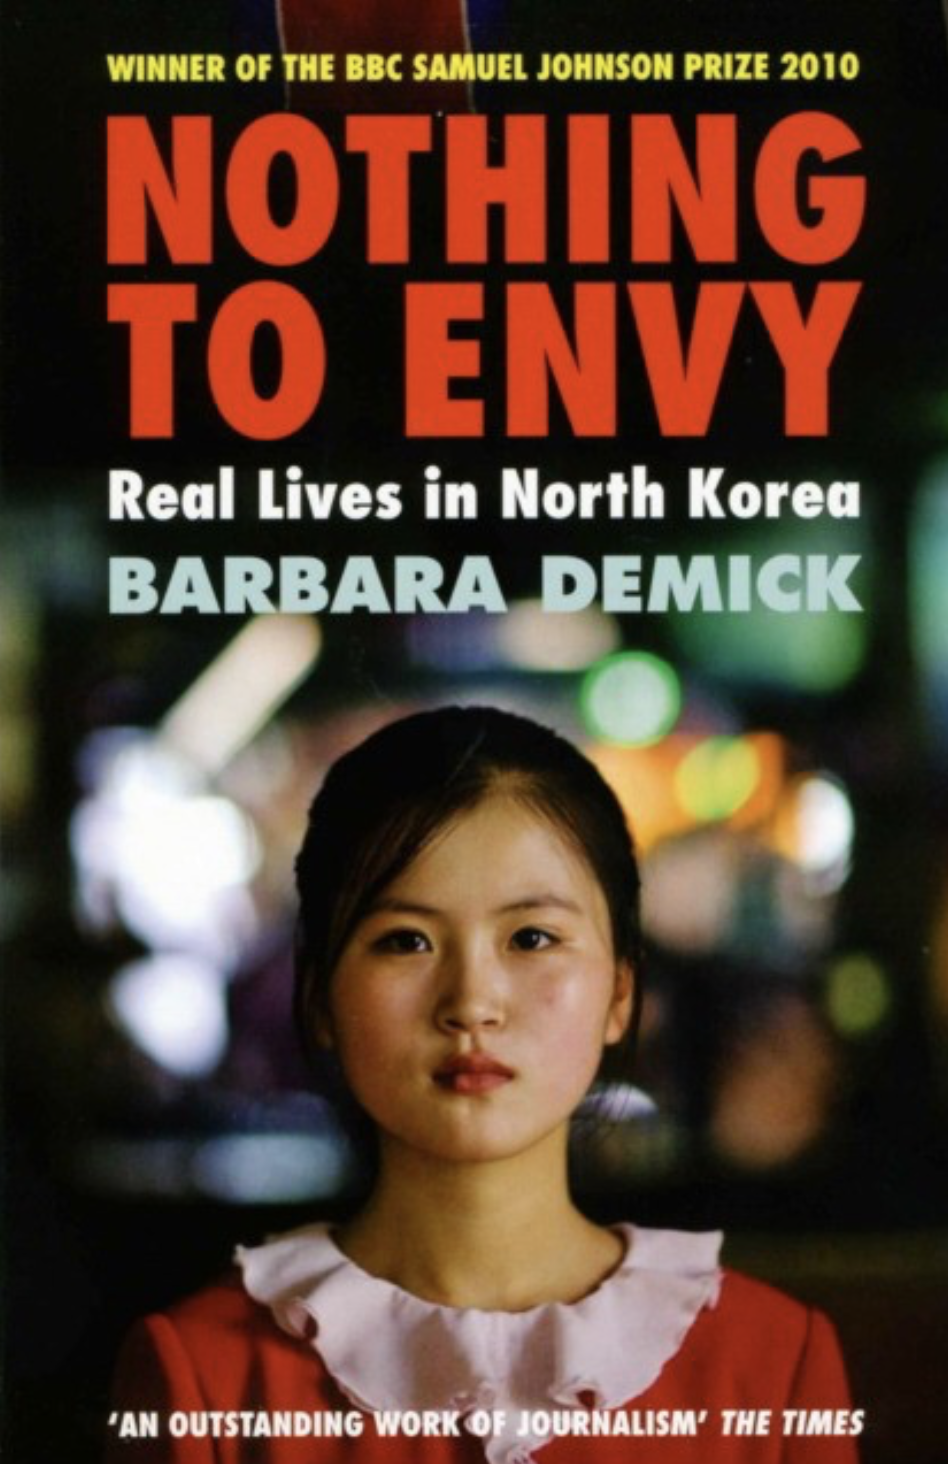 WINNER OF THE BBC SAMUEL JOHNSON PRIZE 2010
NOTHING
TO ENVY
Real Lives in North Korea
BARBARA DEMICK
'AN OUTSTANDING WORK OF JOURNALISM' THE TIMES